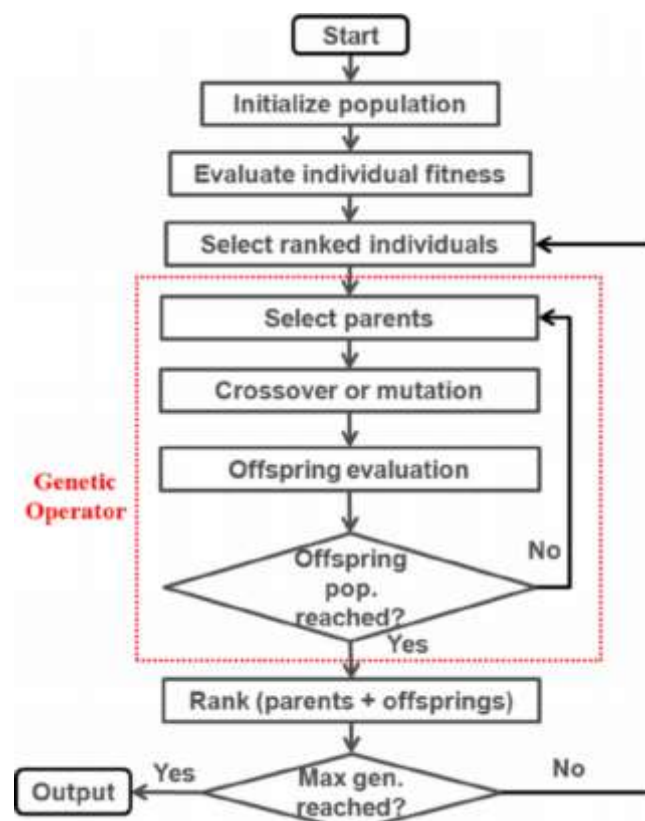 Start
Initialize population
Evaluate individual fitness
Select ranked individuals
Select parents
Crossover or mutation
Offspring evaluation
Genetic
Operator
Offspring
pop.
reached?
No
Yes
Rank (parents + offsprings)
Max gen.
reached?
Yes
No
Output